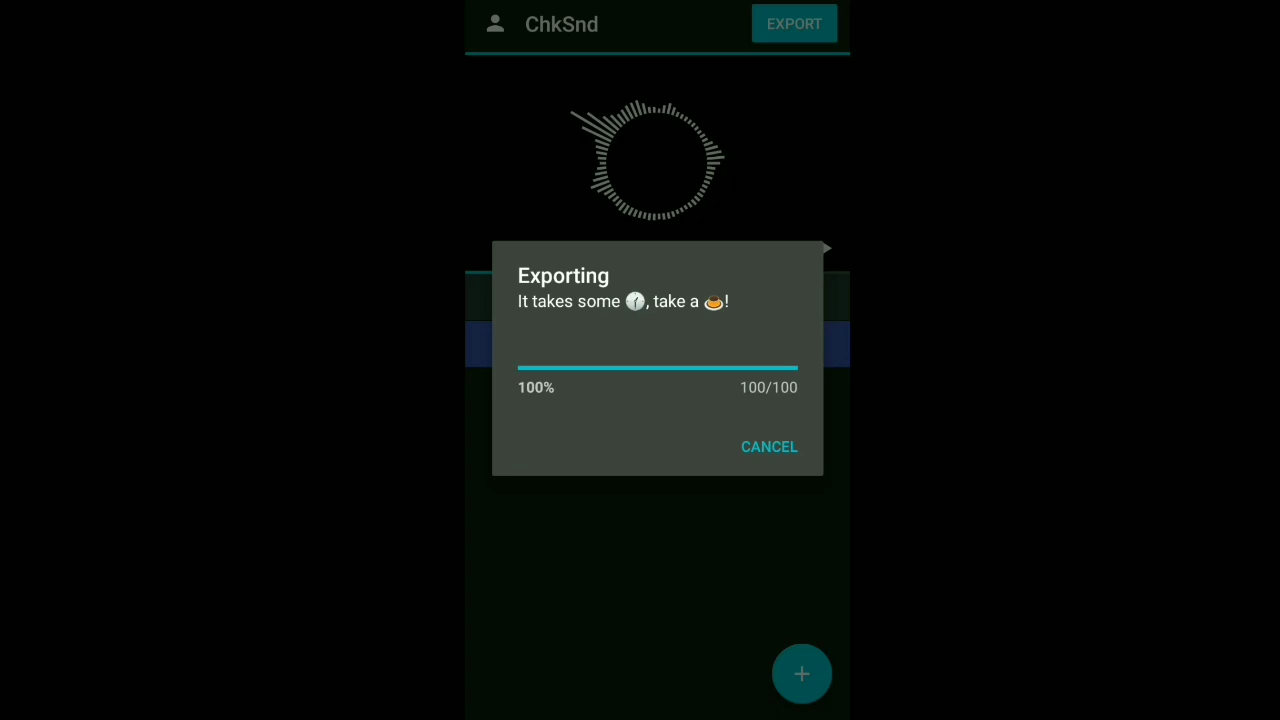 ChkSnd
EXPORT
Exporting
It takes some 🕜, take a 🍮!
100%
100/100
CANCEL
+